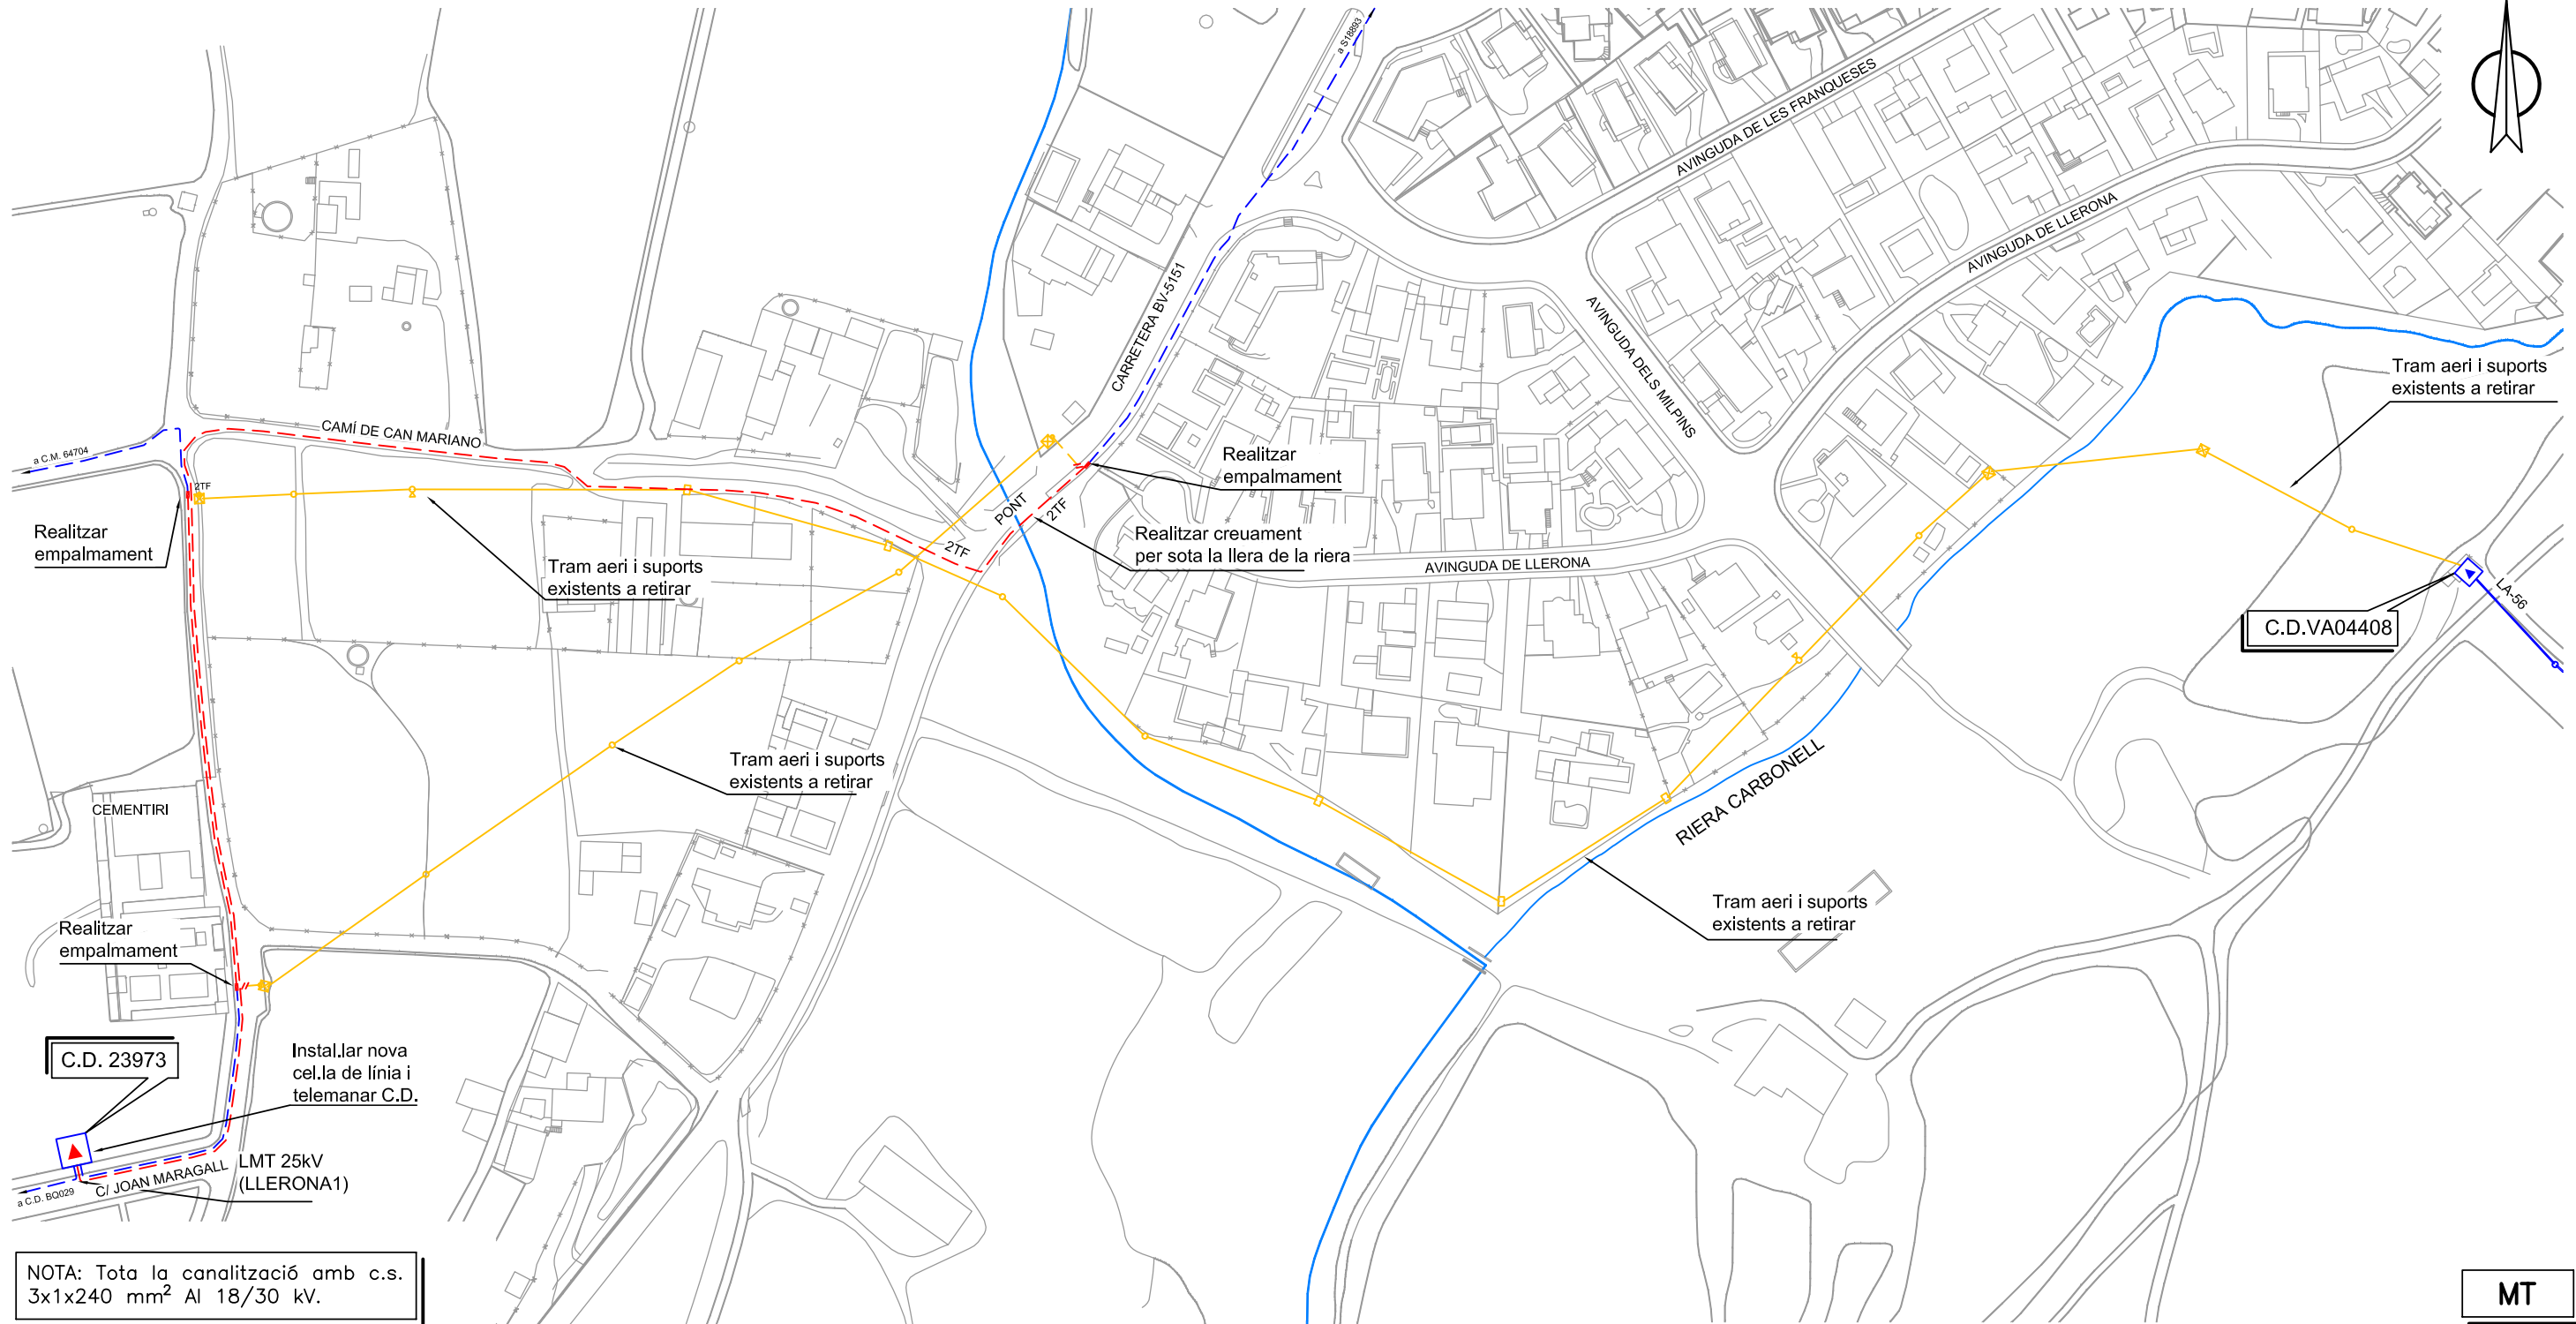 a S18893
AVINGUDA DE LES FRANQUESES
AVINGUDA DE LLERONA
CARRETERA BV-5151
AVINGUDA DELS MILPINS
Tram aeri i suports
existents a retirar
CAMÍ DE CAN MARIANO
a C.M. 64704
2TF
Realitzar
empalmament
Realitzar
empalmament
PONT
2TF
Realitzar creuament
per sota la llera de la riera
2TF
AVINGUDA DE LLERONA
Tram aeri i suports
existents a retirar
LA-56
C.D.VA04408
Tram aeri i suports
existents a retirar
RIERA CARBONELL
CEMENTIRI
Tram aeri i suports
existents a retirar
Realitzar
empalmament
C.D. 23973
Instal.lar nova
cel.la de línia i
telemanar C.D.
LMT 25kV
(LLERONA1)
C/ JOAN MARAGALL
a C.D. BQ029
NOTA: Tota la canalització amb c.s.
3x1x240 mm² Al 18/30 kV.
MT